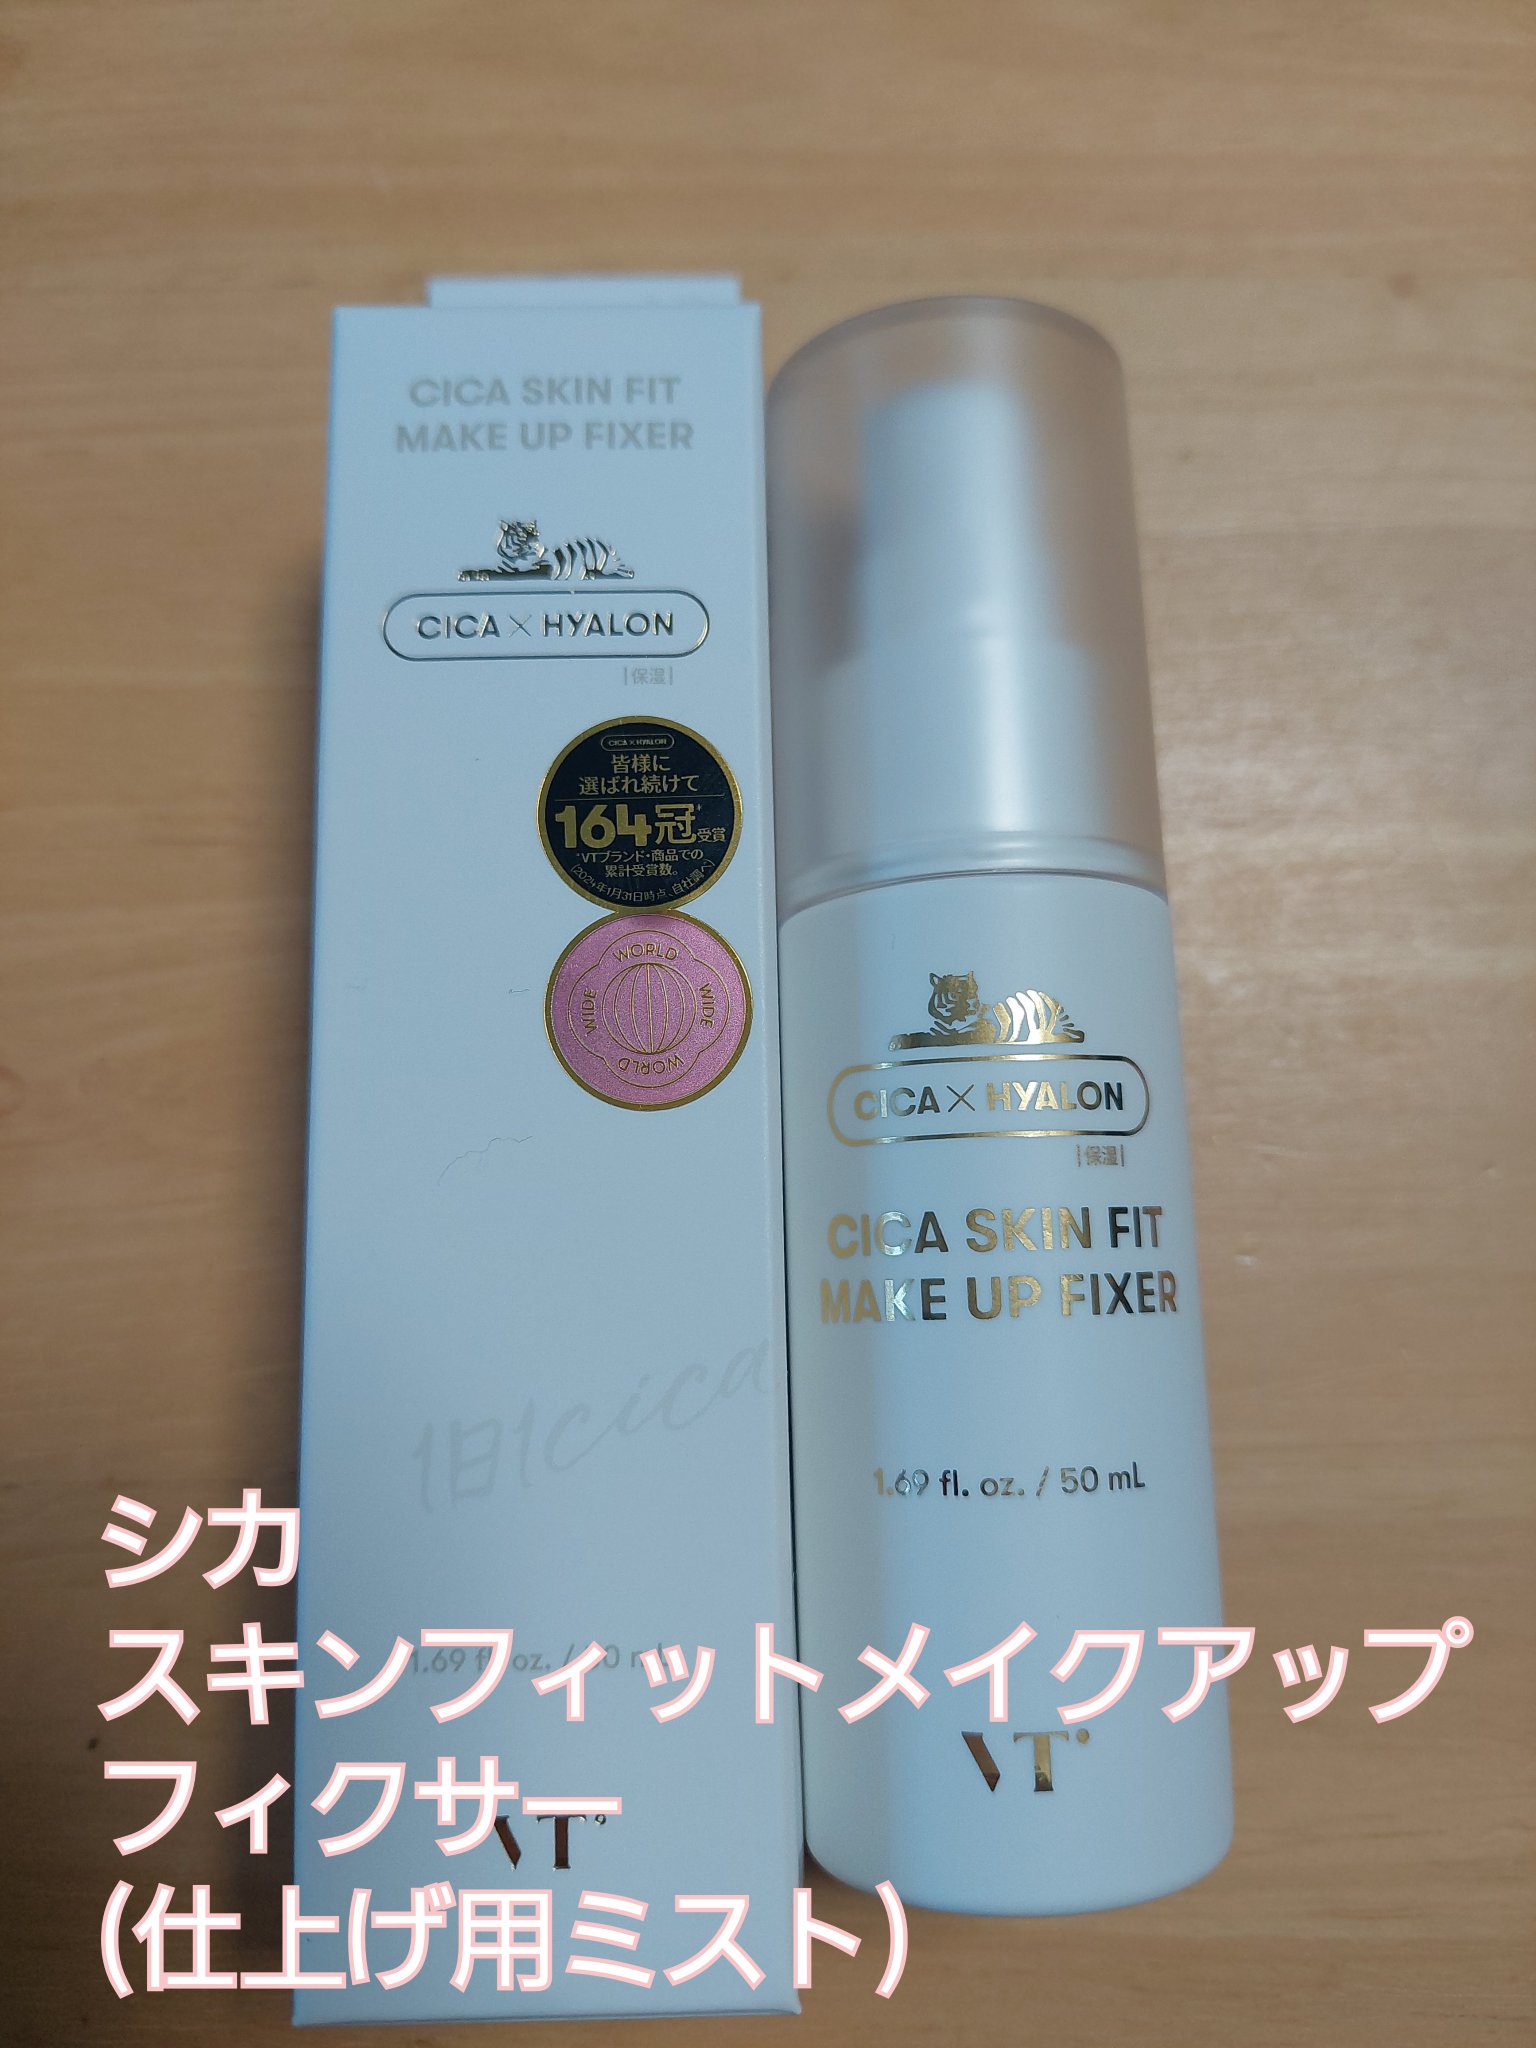 CICA SKIN FIT
MAKE UP FIXER
CICA×HYALON
|保湿|
CICA×HYALON
皆様に
選ばれ続けて
164冠*受賞
*VTブランド・商品での
累計受賞数。
(2024年1月31日時点、自社調べ)
WORLD
WIDE
WORLD
WIDE
1日1cica
1.69 fl. oz. / 50 mL
VT
CICA×HYALON
|保湿|
CICA SKIN FIT
MAKE UP FIXER
1.69 fl. oz. / 50 mL
VT
シカ
スキンフィットメイクアップ
フィクサー
(仕上げ用ミスト)